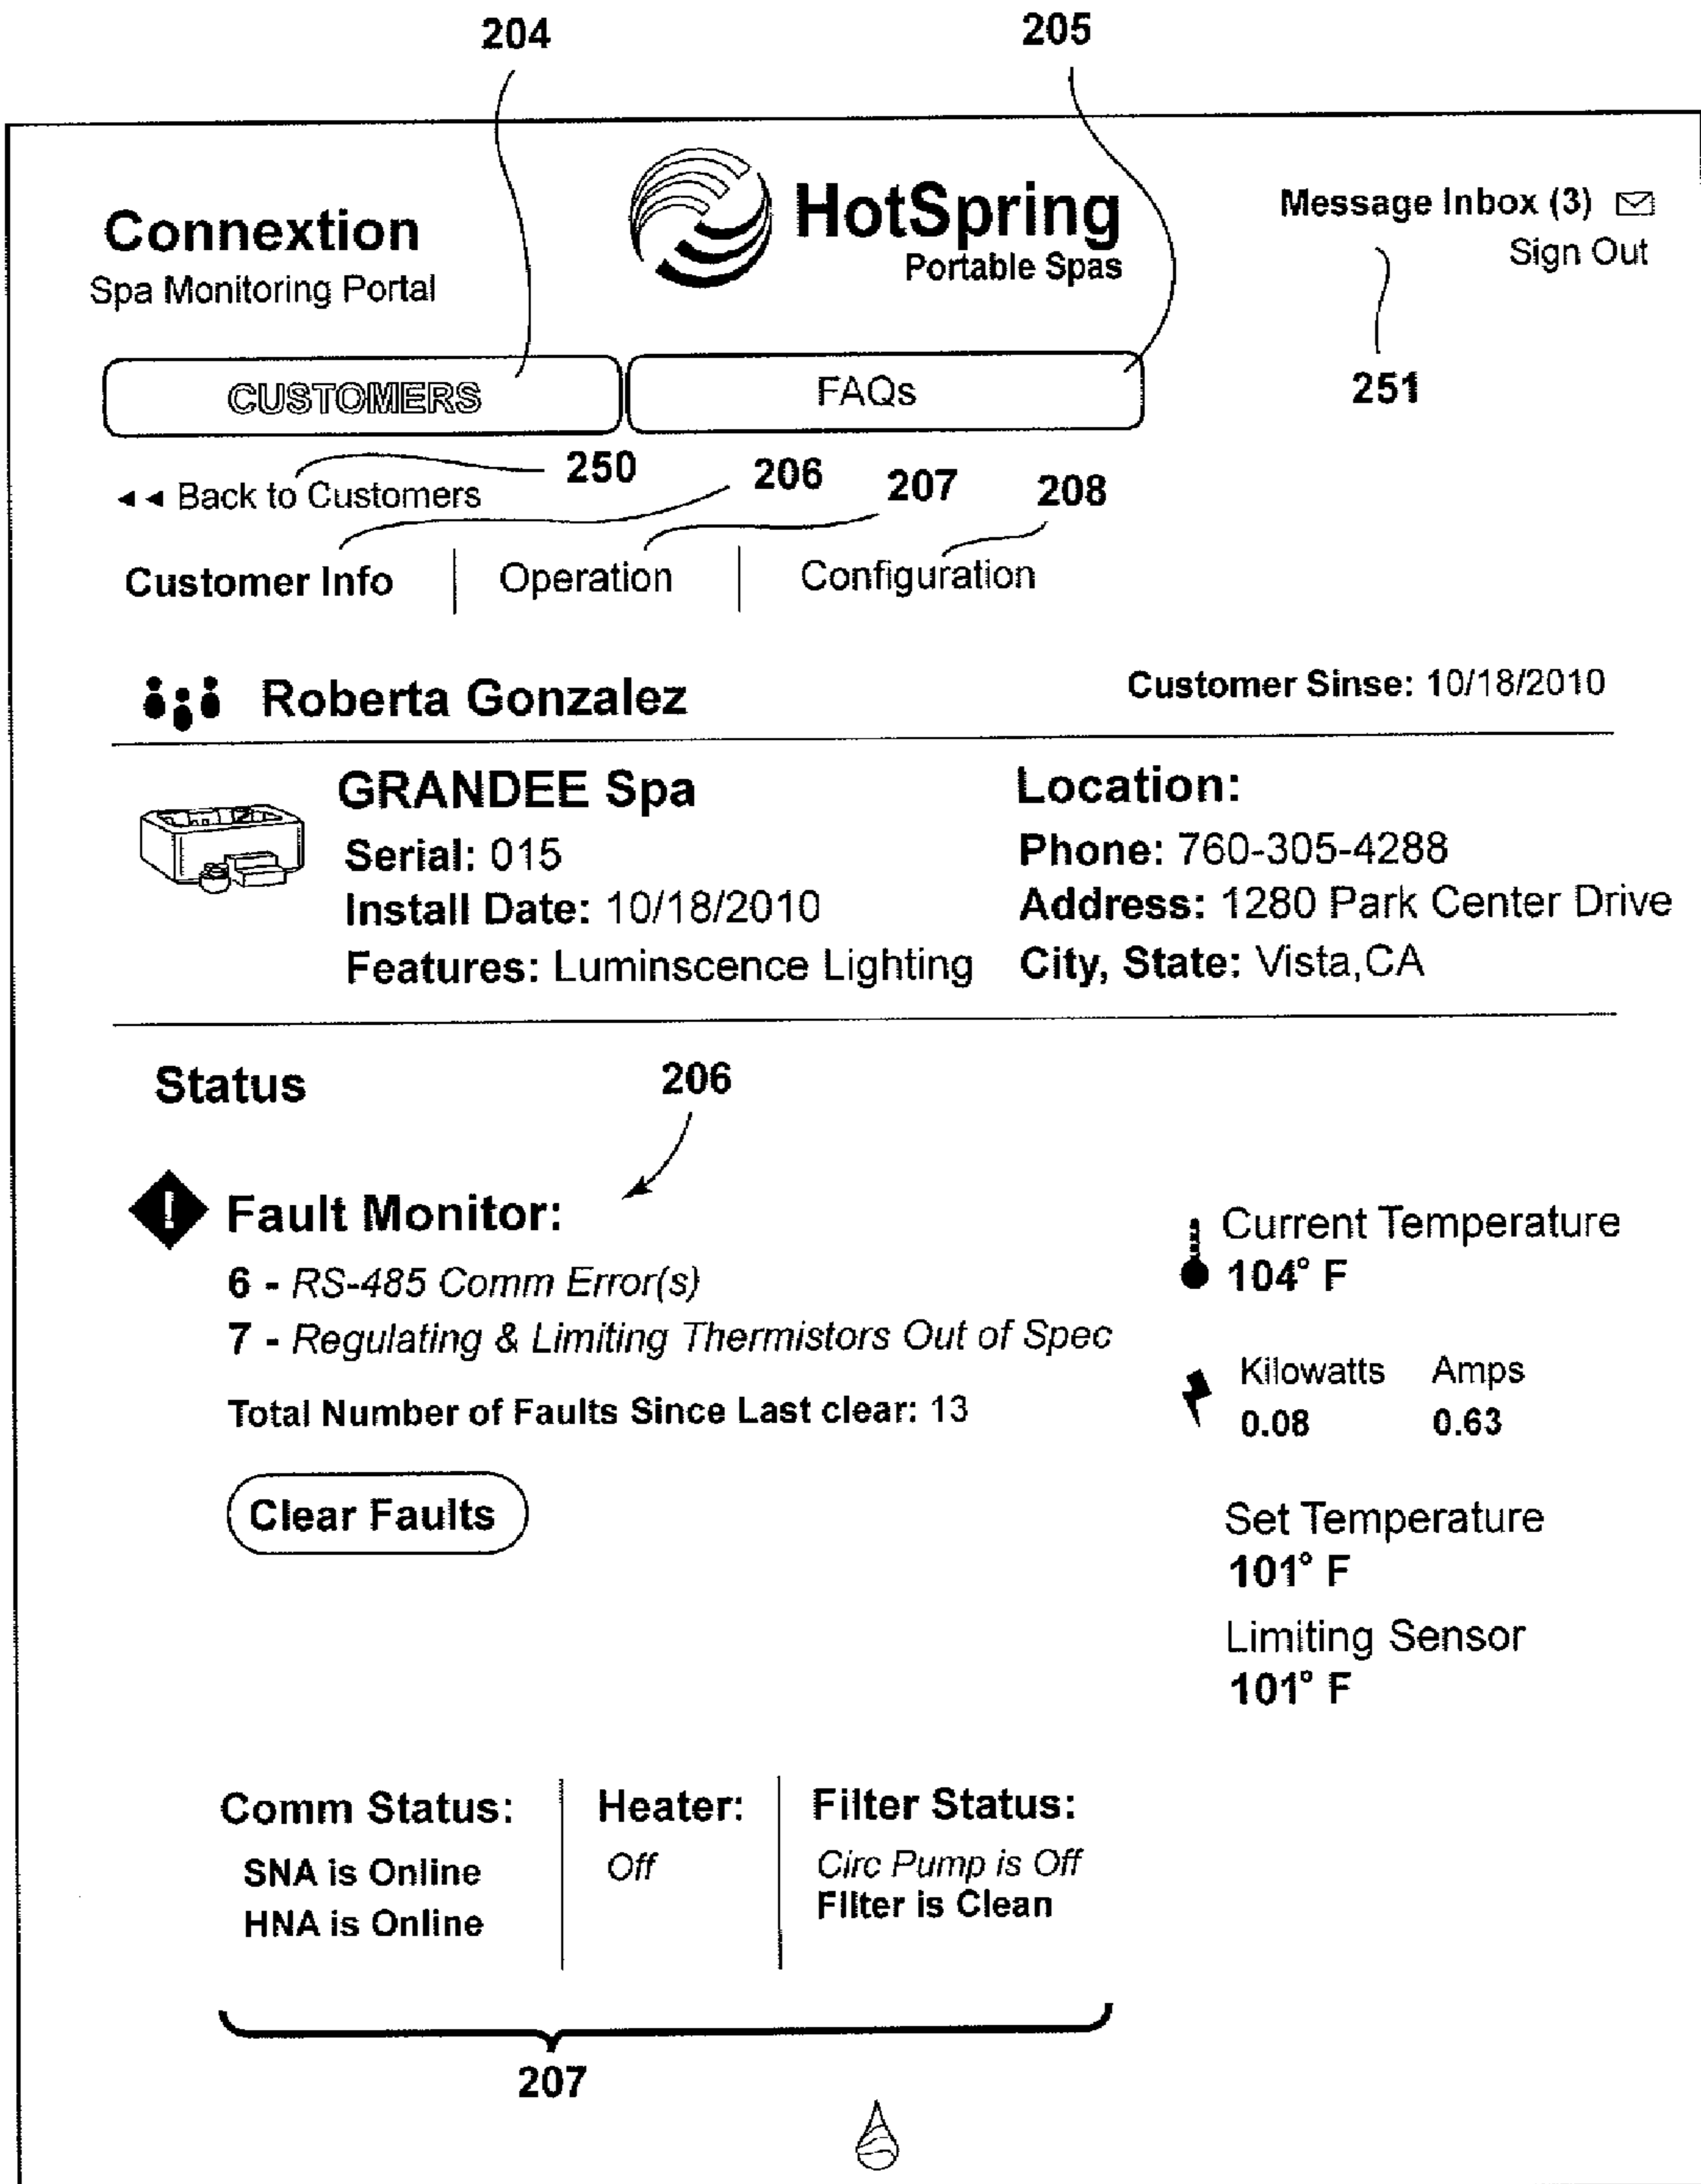 204 205
Connextion HotSpring Message Inbox (3)
Spa Monitoring Portal Portable Spas Sign Out
CUSTOMERS FAQs 251
◄◄ Back to Customers 250 206 207 208
Customer Info | Operation | Configuration
Roberta Gonzalez Customer Sinse: 10/18/2010
GRANDEE Spa Location:
Serial: 015 Phone: 760-305-4288
Install Date: 10/18/2010 Address: 1280 Park Center Drive
Features: Luminscence Lighting City, State: Vista,CA
Status 206
! Fault Monitor: Current Temperature
6 - RS-485 Comm Error(s) 104° F
7 - Regulating & Limiting Thermistors Out of Spec
Kilowatts Amps
Total Number of Faults Since Last clear: 13 0.08 0.63
Clear Faults Set Temperature
101° F
Limiting Sensor
101° F
Comm Status: Heater: Filter Status:
SNA is Online Off Circ Pump is Off
HNA is Online Filter is Clean
207